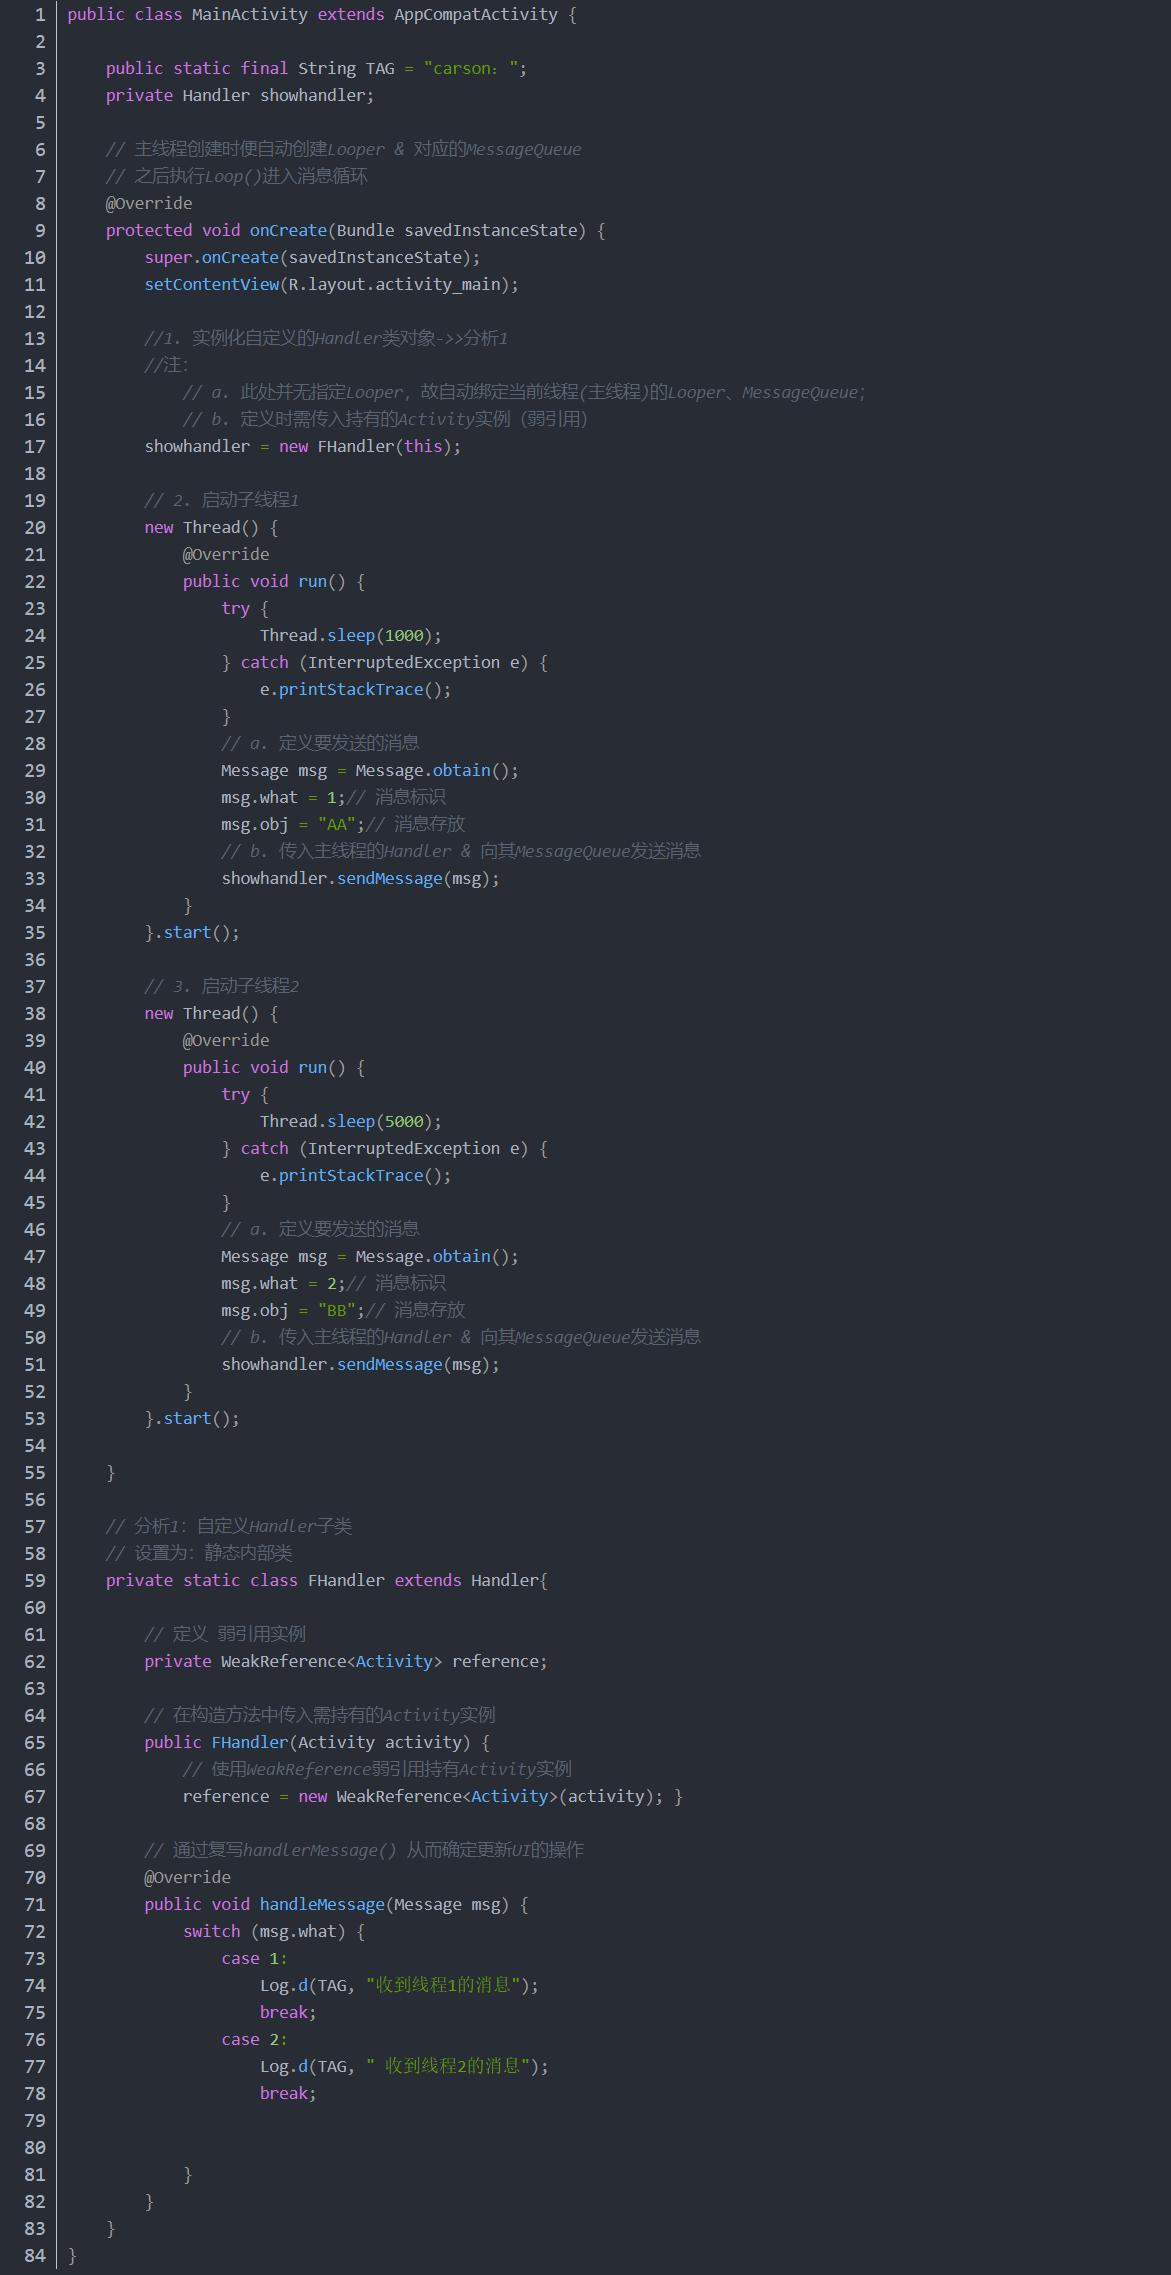 1 public class MainActivity extends AppCompatActivity {
2
3     public static final String TAG = "carson：";
4     private Handler showhandler;
5
6     // 主线程创建时便自动创建Looper & 对应的MessageQueue
7     // 之后执行Loop()进入消息循环
8     @Override
9     protected void onCreate(Bundle savedInstanceState) {
10         super.onCreate(savedInstanceState);
11         setContentView(R.layout.activity_main);
12
13         //1. 实例化自定义的Handler类对象->>分析1
14         //注：
15             // a. 此处并无指定Looper，故自动绑定当前线程(主线程)的Looper、MessageQueue；
16             // b. 定义时需传入持有的Activity实例（弱引用）
17         showhandler = new FHandler(this);
18
19         // 2. 启动子线程1
20         new Thread() {
21             @Override
22             public void run() {
23                 try {
24                     Thread.sleep(1000);
25                 } catch (InterruptedException e) {
26                     e.printStackTrace();
27                 }
28                 // a. 定义要发送的消息
29                 Message msg = Message.obtain();
30                 msg.what = 1;// 消息标识
31                 msg.obj = "AA";// 消息存放
32                 // b. 传入主线程的Handler & 向其MessageQueue发送消息
33                 showhandler.sendMessage(msg);
34             }
35         }.start();
36
37         // 3. 启动子线程2
38         new Thread() {
39             @Override
40             public void run() {
41                 try {
42                     Thread.sleep(5000);
43                 } catch (InterruptedException e) {
44                     e.printStackTrace();
45                 }
46                 // a. 定义要发送的消息
47                 Message msg = Message.obtain();
48                 msg.what = 2;// 消息标识
49                 msg.obj = "BB";// 消息存放
50                 // b. 传入主线程的Handler & 向其MessageQueue发送消息
51                 showhandler.sendMessage(msg);
52             }
53         }.start();
54
55     }
56
57     // 分析1：自定义Handler子类
58     // 设置为：静态内部类
59     private static class FHandler extends Handler{
60
61         // 定义 弱引用实例
62         private WeakReference<Activity> reference;
63
64         // 在构造方法中传入需持有的Activity实例
65         public FHandler(Activity activity) {
66             // 使用WeakReference弱引用持有Activity实例
67             reference = new WeakReference<Activity>(activity); }
68
69         // 通过复写handlerMessage() 从而确定更新UI的操作
70         @Override
71         public void handleMessage(Message msg) {
72             switch (msg.what) {
73                 case 1:
74                     Log.d(TAG, "收到线程1的消息");
75                     break;
76                 case 2:
77                     Log.d(TAG, " 收到线程2的消息");
78                     break;
79
80
81             }
82         }
83     }
84 }